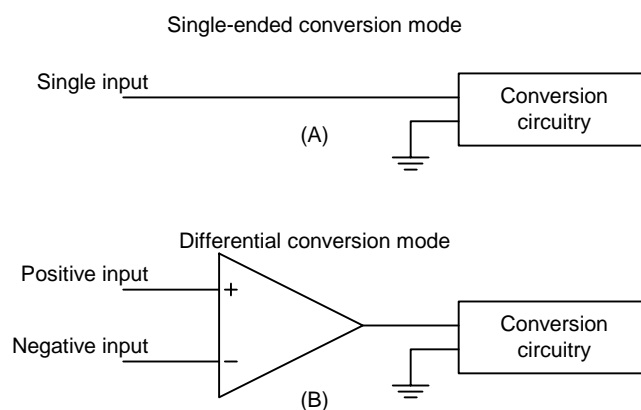 Single-ended conversion mode
Single input
Conversion
circuitry
(A)
Differential conversion mode
Positive input
+
Negative input
−
Conversion
circuitry
(B)